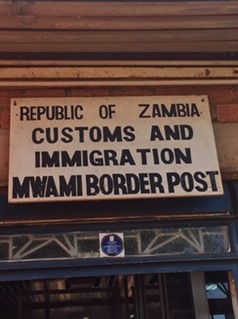 REPUBLIC OF ZAMBIA
CUSTOMS AND
IMMIGRATION
MWAMI BORDER POST